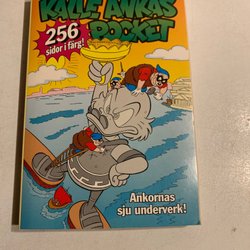 KALLE ANKAS
POCKET
256
sidor i färg!
Ankornas
sju underverk!